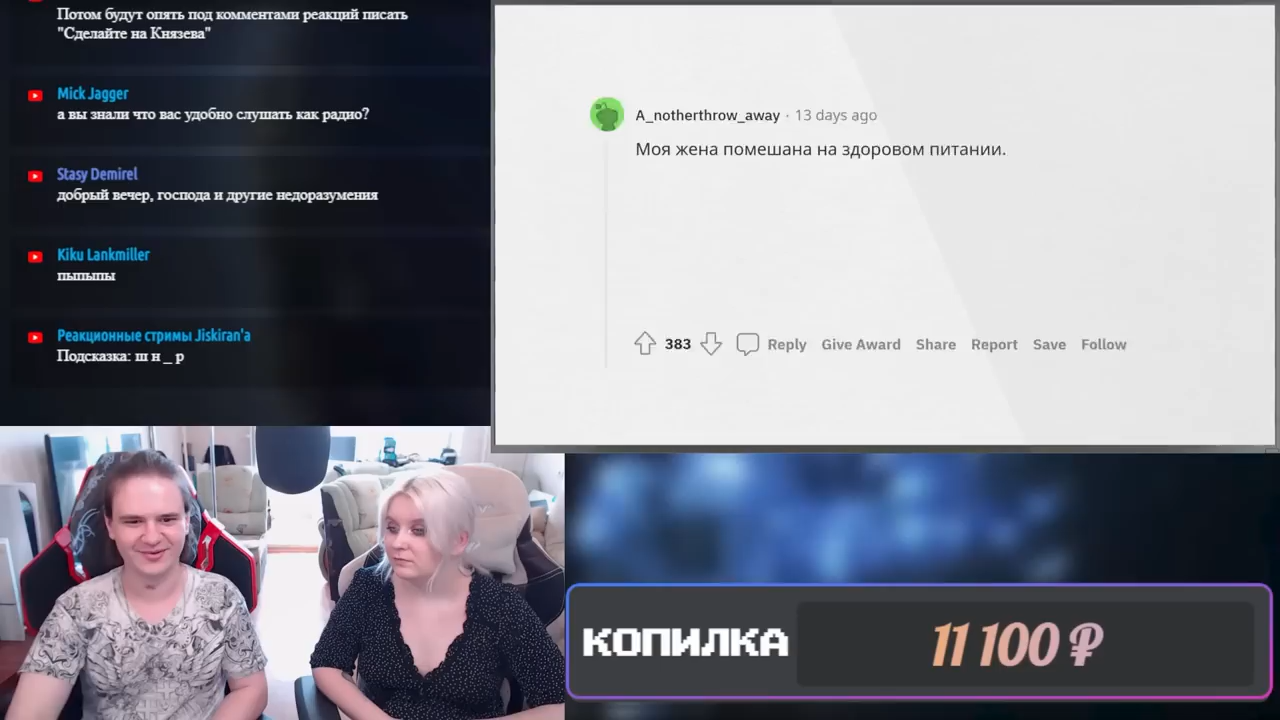 Потом будут опять под комментами реакций писать
"Сделайте на Князева"
Mick Jagger
а вы знали что вас удобно слушать как радио?
Stasy Demirel
добрый вечер, господа и другие недоразумения
Kiku Lankmiller
пыпыпы
Реакционные стримы Jiskiran'a
Подсказка: ш н _ р
A_notherthrow_away · 13 days ago
Моя жена помешана на здоровом питании.
383 Reply Give Award Share Report Save Follow
КОПИЛКА 11 100 ₽